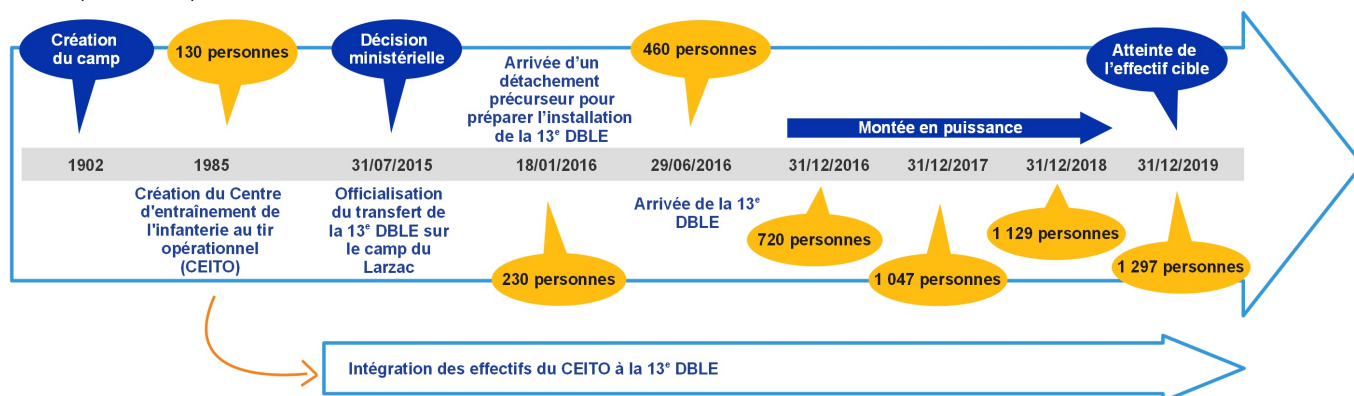 Création
du camp
130 personnes
Décision
ministérielle
Arrivée d'un
détachement
précurseur pour
préparer l'installation
de la 13e DBLE
460 personnes
Atteinte de
l'effectif cible
Montée en puissance
1902
1985
31/07/2015
18/01/2016
29/06/2016
31/12/2016
31/12/2017
31/12/2018
31/12/2019
Création du Centre
d'entraînement de
l'infanterie au tir
opérationnel
(CEITO)
Officialisation
du transfert de
la 13e DBLE sur
le camp du
Larzac
230 personnes
Arrivée de la 13e
DBLE
720 personnes
1 047 personnes
1 129 personnes
1 297 personnes
Intégration des effectifs du CEITO à la 13e DBLE